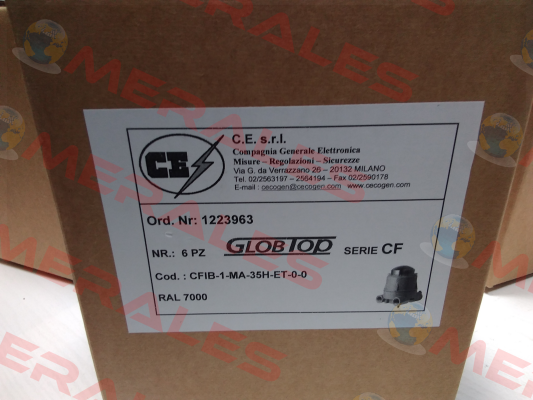 MERALES
CE
C.E. s.r.l.
Compagnia Generale Elettronica
Misure – Regolazioni – Sicurezze
Via G. da Verrazzano 26 – 20132 MILANO
Tel. 02/2563197 – 2564194 – Fax 02/2590178
E-mail : cecogen@cecogen.com – www.cecogen.com
Ord. Nr: 1223963
NR.: 6 PZ GLOBTOP SERIE CF
Cod. : CFIB-1-MA-35H-ET-0-0
RAL 7000
MERALES